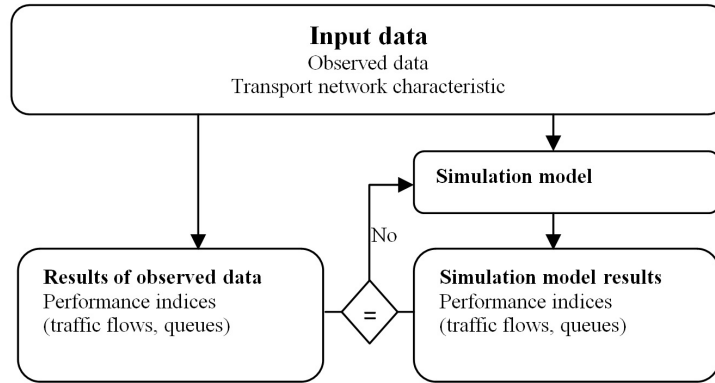 Input data
Observed data
Transport network characteristic
Simulation model
No
Results of observed data
Performance indices
(traffic flows, queues)
=
Simulation model results
Performance indices
(traffic flows, queues)